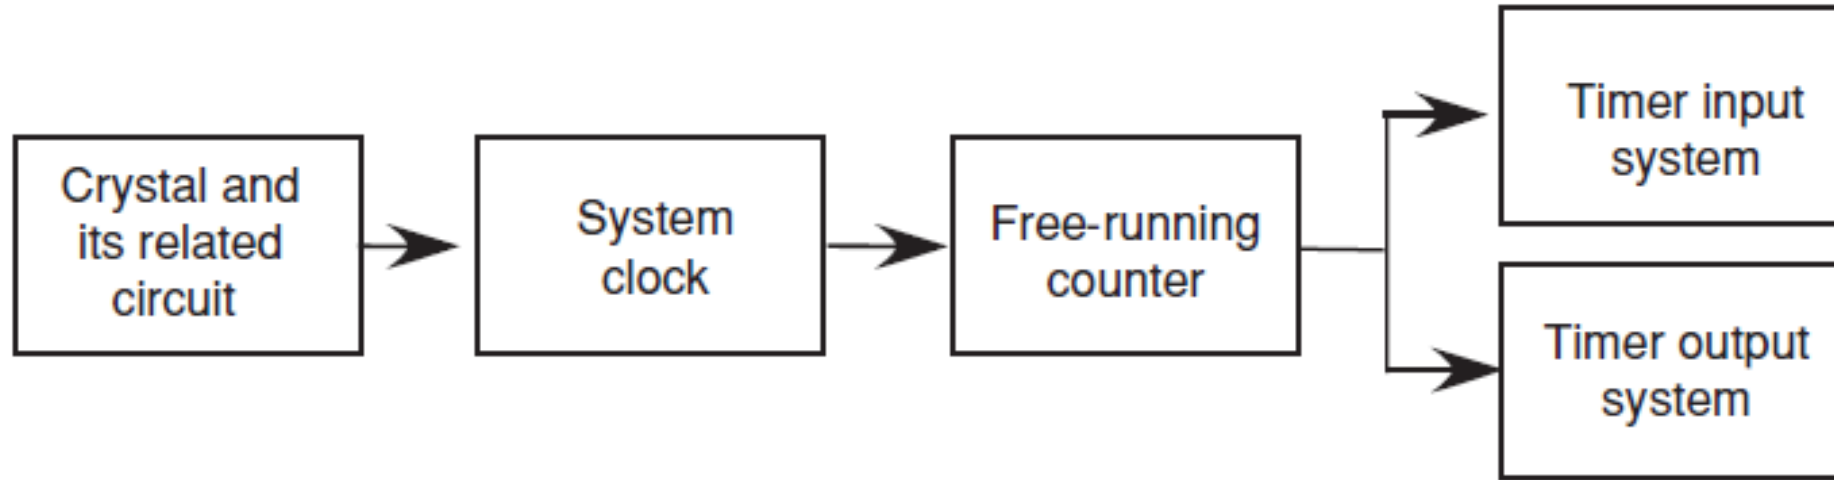 Crystal and
its related
circuit
System
clock
Free-running
counter
Timer input
system
Timer output
system